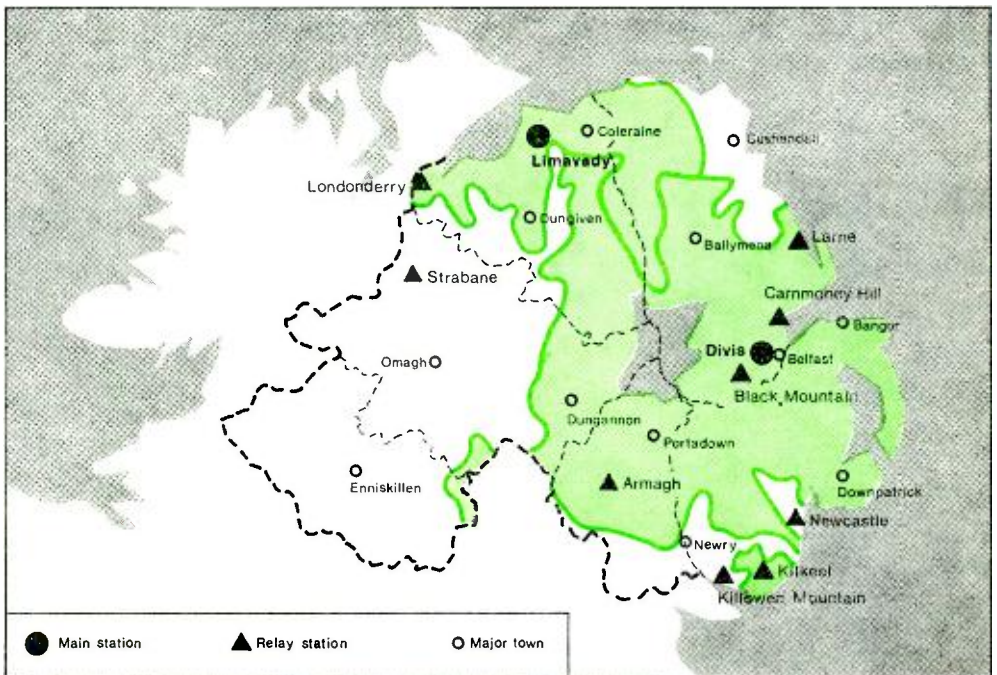 Coleraine
Cushendall
Limavady
Londonderry
Dungiven
Ballymena
Larne
Strabane
Carnmoney Hill
Bangor
Divis
Belfast
Omagh
Black Mountain
Dungannon
Portadown
Enniskillen
Armagh
Downpatrick
Newcastle
Newry
Kilkeel
Killowen Mountain
Main station
Relay station
Major town